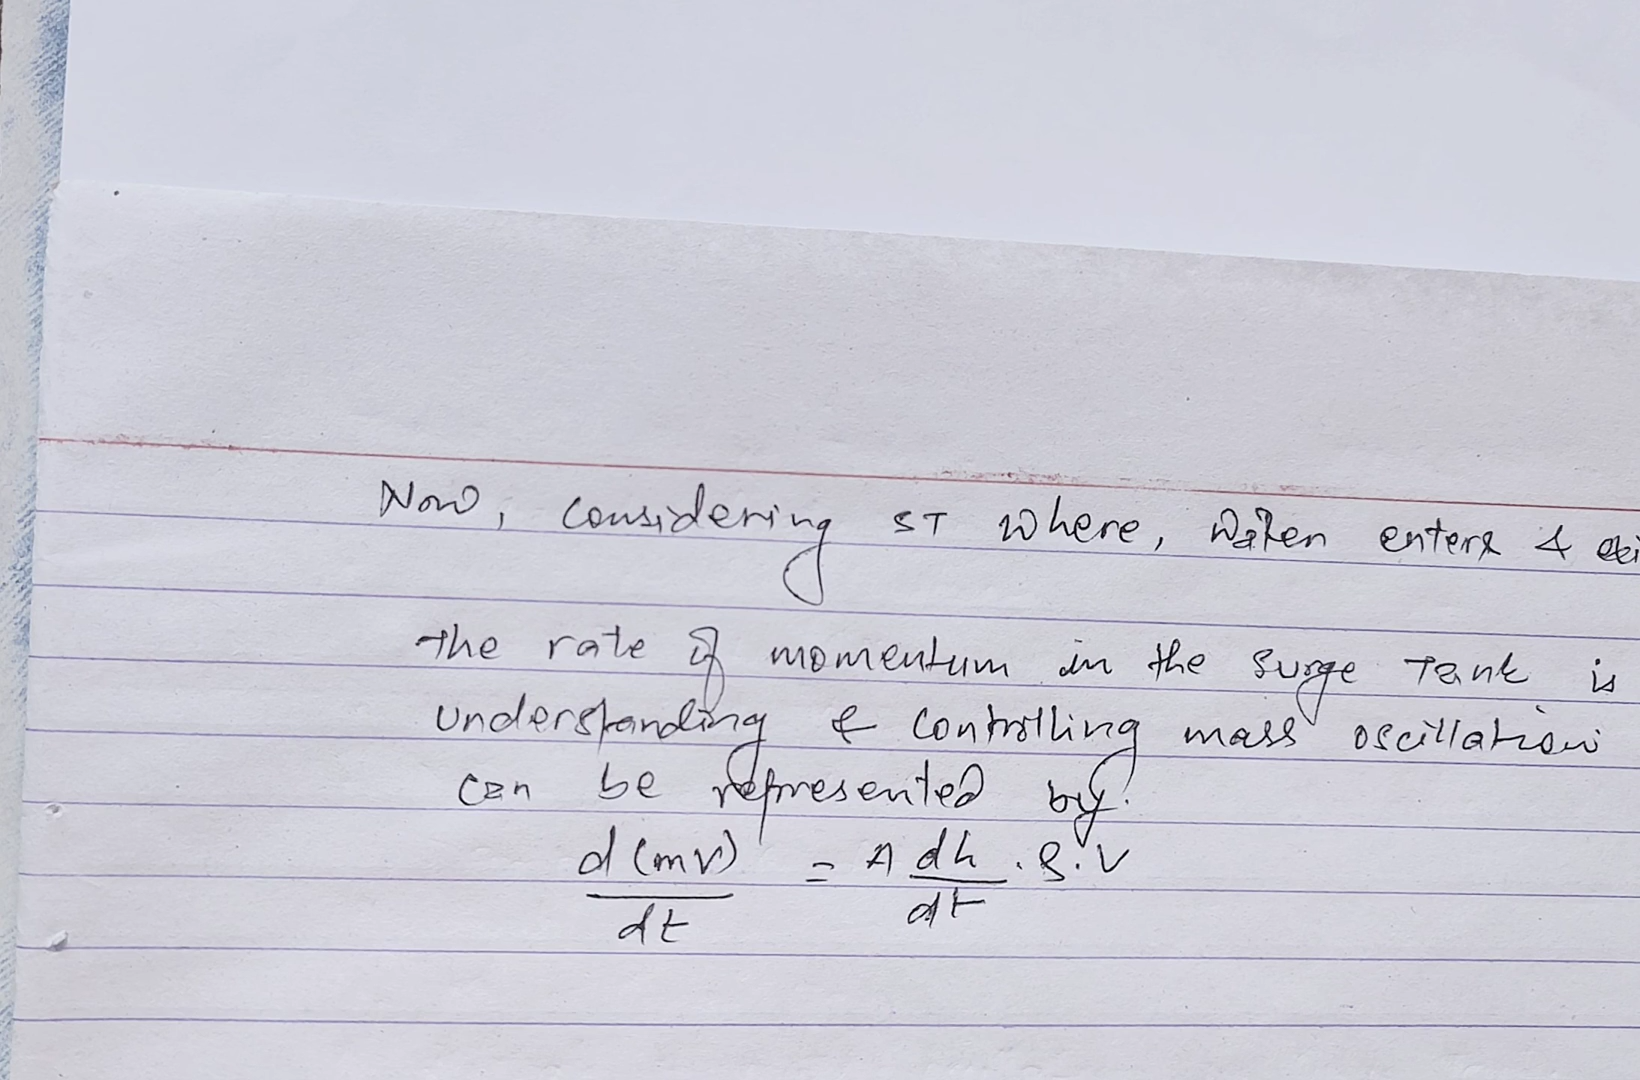 Now, considering ST where, Water enters & exi
the rate of momentum in the surge Tank is
understanding & controlling mass oscillation
can be represented by.
d(mv)/dt = A dh/dt . ρ . V